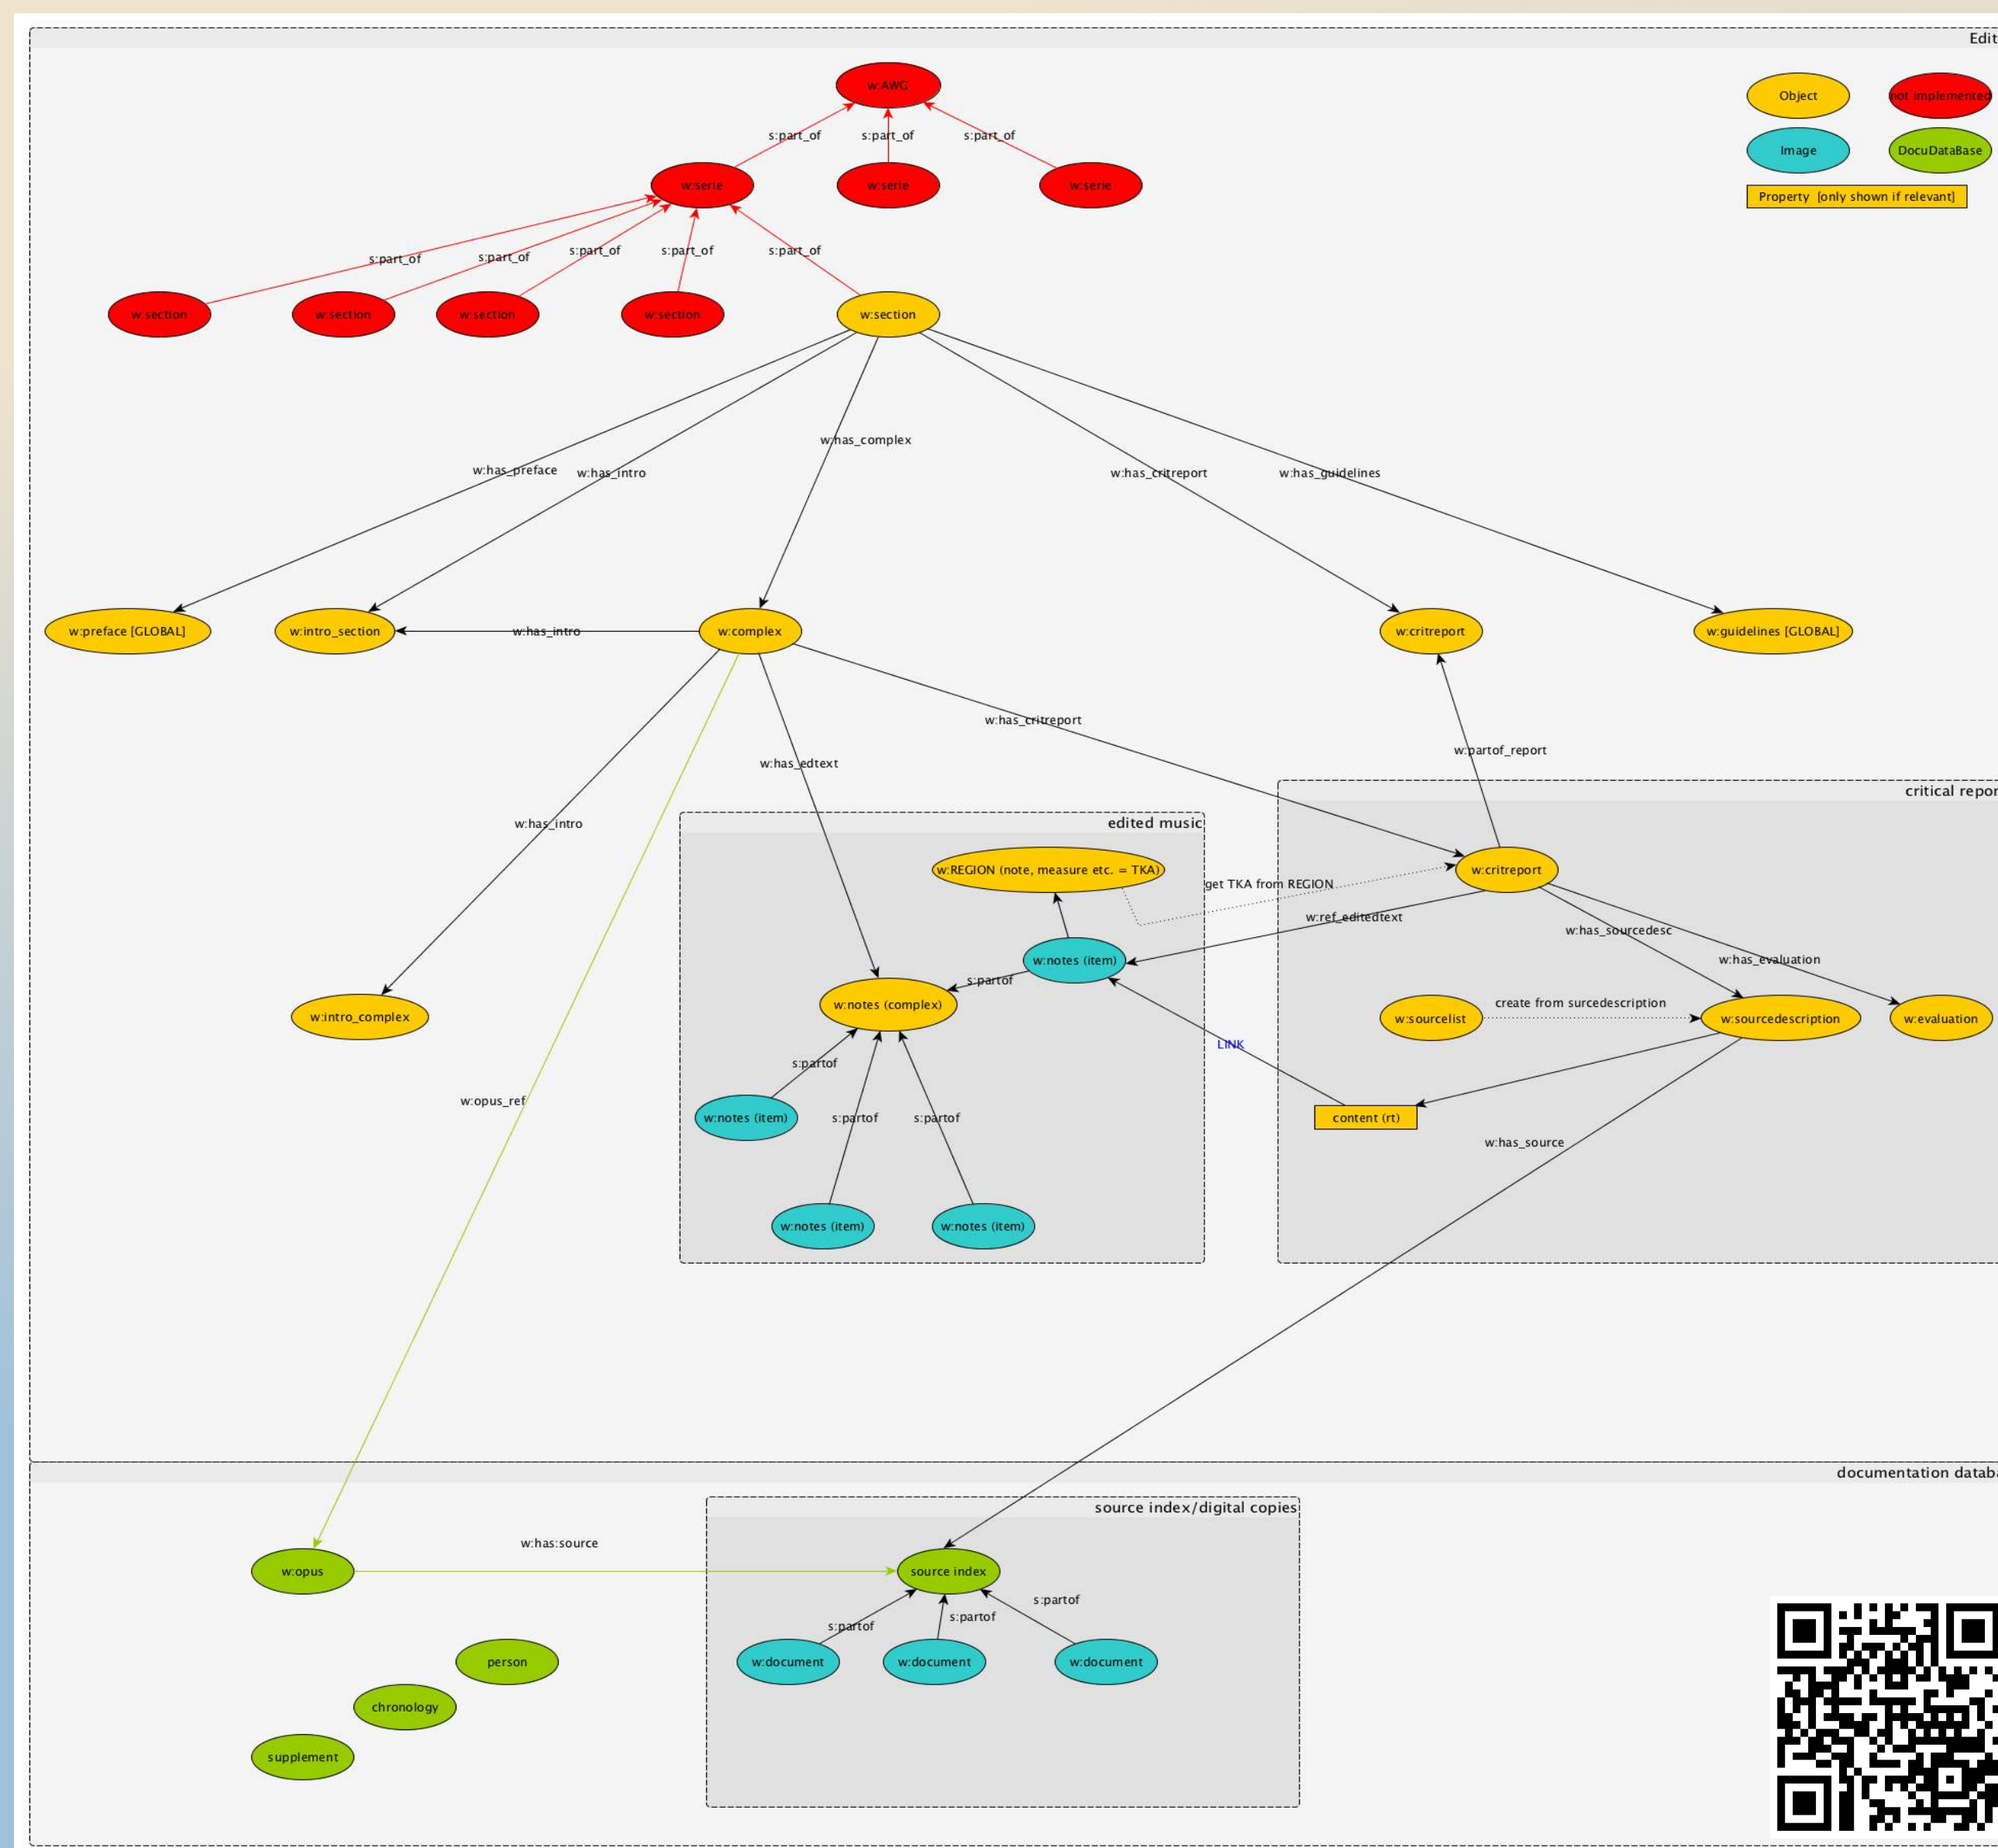 Edit
w:AWG
Object
not implemented
s:part_of
s:part_of
s:part_of
Image
DocuDataBase
w:serie
w:serie
w:serie
Property [only shown if relevant]
s:part_of
s:part_of
s:part_of
s:part_of
s:part_of
w:section
w:section
w:section
w:section
w:section
w:has_complex
w:has_preface
w:has_intro
w:has_critreport
w:has_guidelines
w:preface [GLOBAL]
w:intro_section
w:has_intro
w:complex
w:critreport
w:guidelines [GLOBAL]
w:has_critreport
w:partof_report
w:has_edtext
critical repor
w:has_intro
edited music
w:REGION (note, measure etc. = TKA)
w:critreport
get TKA from REGION
w:ref_editedtext
w:has_sourcedesc
w:notes (item)
w:has_evaluation
s:partof
w:notes (complex)
create from surcedescription
w:intro_complex
w:sourcelist
w:sourcedescription
w:evaluation
LINK
s:partof
w:opus_ref
w:notes (item)
s:partof
s:partof
content (rt)
w:has_source
w:notes (item)
w:notes (item)
documentation databa
source index/digital copies
w:has:source
w:opus
source index
s:partof
s:partof
s:partof
person
w:document
w:document
w:document
chronology
supplement